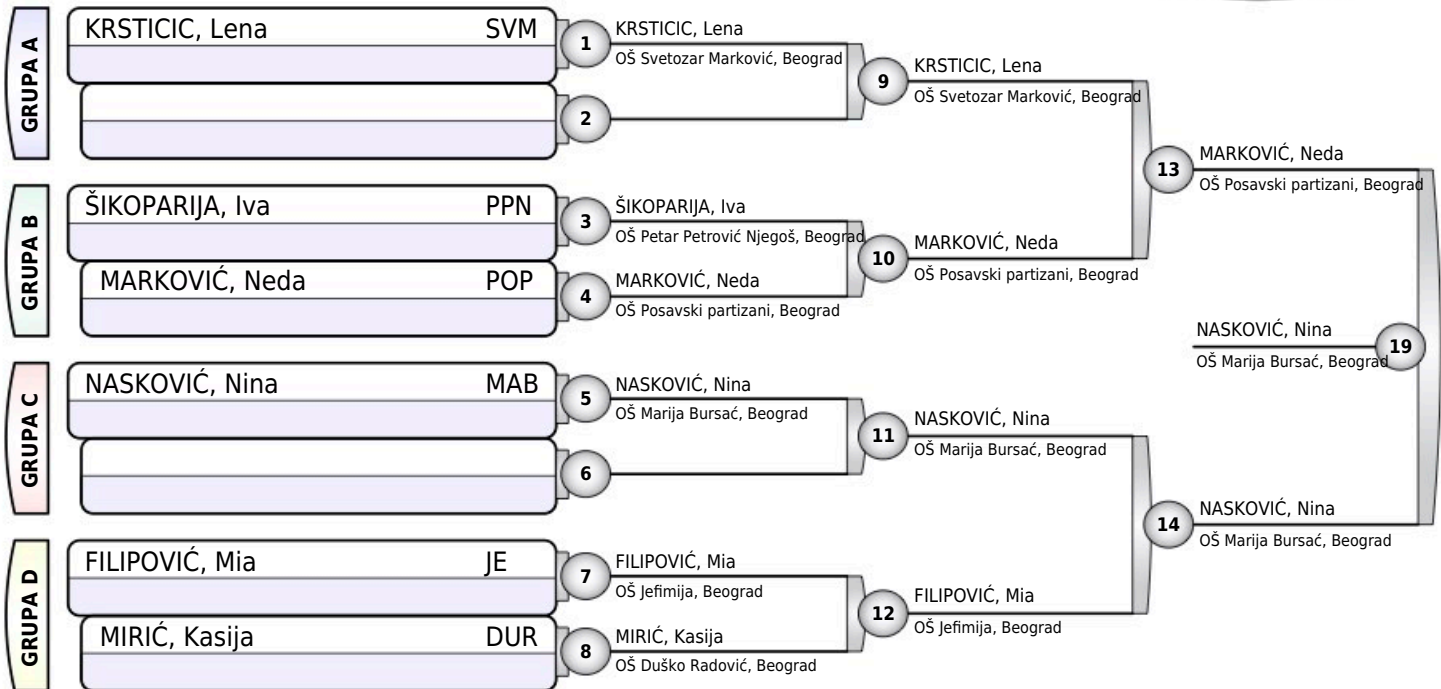 GRUPA A
KRSTICIC, Lena SVM
1
KRSTICIC, Lena
OŠ Svetozar Marković, Beograd
2
9
KRSTICIC, Lena
OŠ Svetozar Marković, Beograd
GRUPA B
ŠIKOPARIJA, Iva PPN
3
ŠIKOPARIJA, Iva
OŠ Petar Petrović Njegoš, Beograd
MARKOVIĆ, Neda POP
4
MARKOVIĆ, Neda
OŠ Posavski partizani, Beograd
10
MARKOVIĆ, Neda
OŠ Posavski partizani, Beograd
13
MARKOVIĆ, Neda
OŠ Posavski partizani, Beograd
GRUPA C
NASKOVIĆ, Nina MAB
5
NASKOVIĆ, Nina
OŠ Marija Bursać, Beograd
6
11
NASKOVIĆ, Nina
OŠ Marija Bursać, Beograd
GRUPA D
FILIPOVIĆ, Mia JE
7
FILIPOVIĆ, Mia
OŠ Jefimija, Beograd
MIRIĆ, Kasija DUR
8
MIRIĆ, Kasija
OŠ Duško Radović, Beograd
12
FILIPOVIĆ, Mia
OŠ Jefimija, Beograd
14
NASKOVIĆ, Nina
OŠ Marija Bursać, Beograd
NASKOVIĆ, Nina
OŠ Marija Bursać, Beograd
19